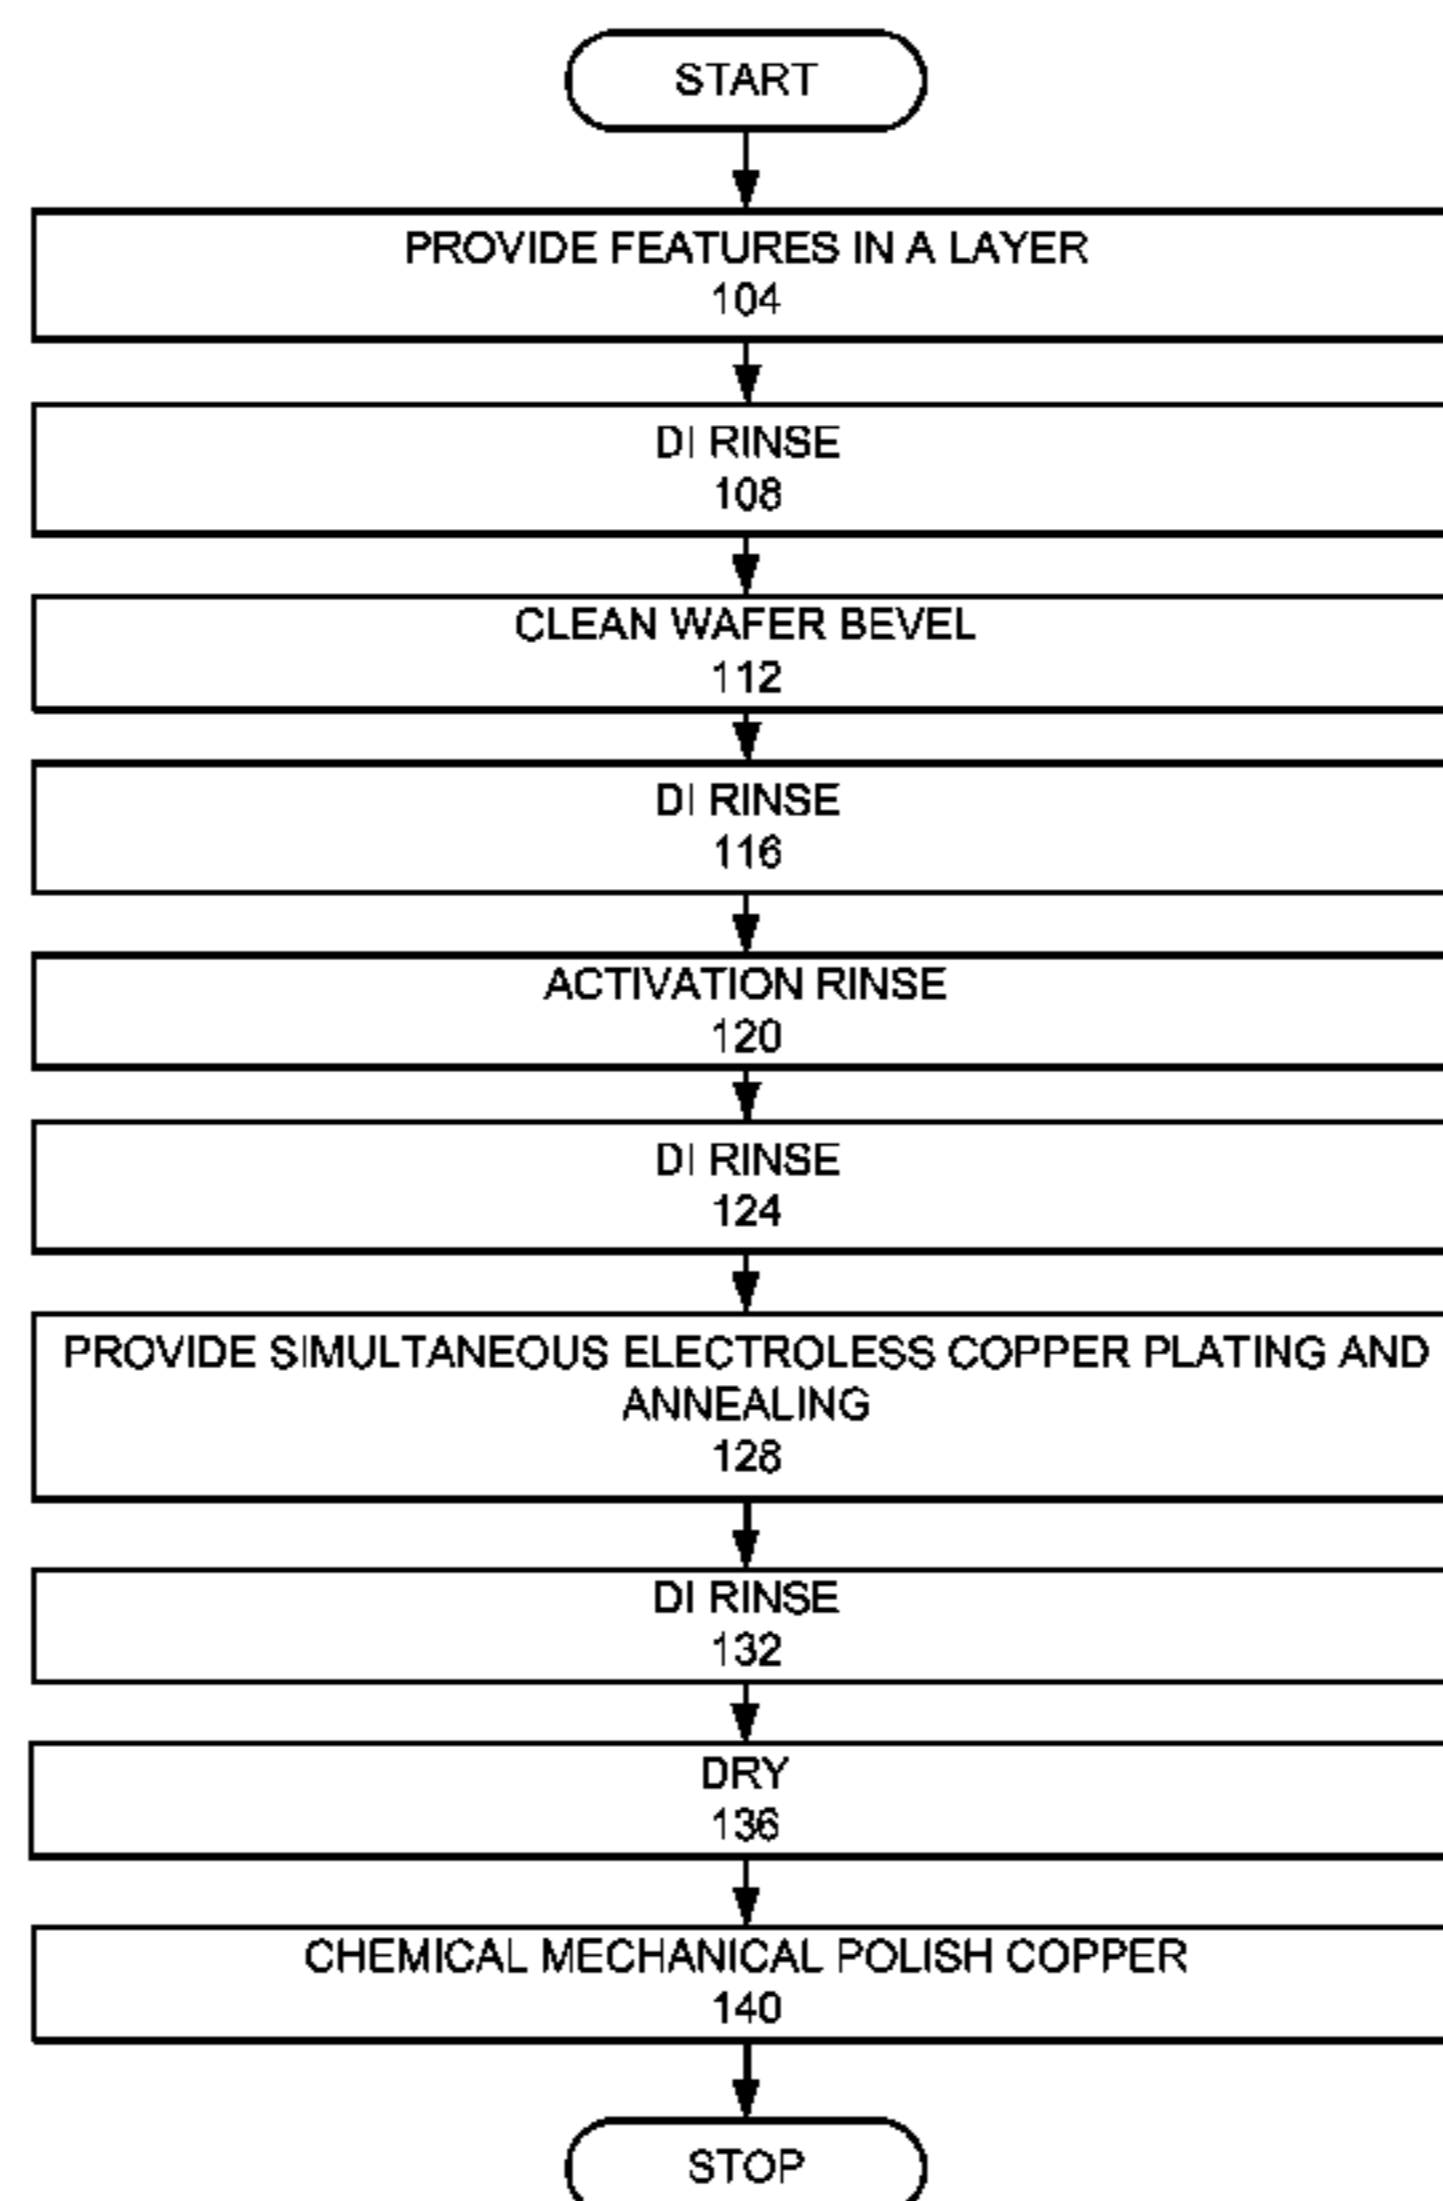 START
PROVIDE FEATURES IN A LAYER
104
DI RINSE
108
CLEAN WAFER BEVEL
112
DI RINSE
116
ACTIVATION RINSE
120
DI RINSE
124
PROVIDE SIMULTANEOUS ELECTROLESS COPPER PLATING AND
ANNEALING
128
DI RINSE
132
DRY
136
CHEMICAL MECHANICAL POLISH COPPER
140
STOP